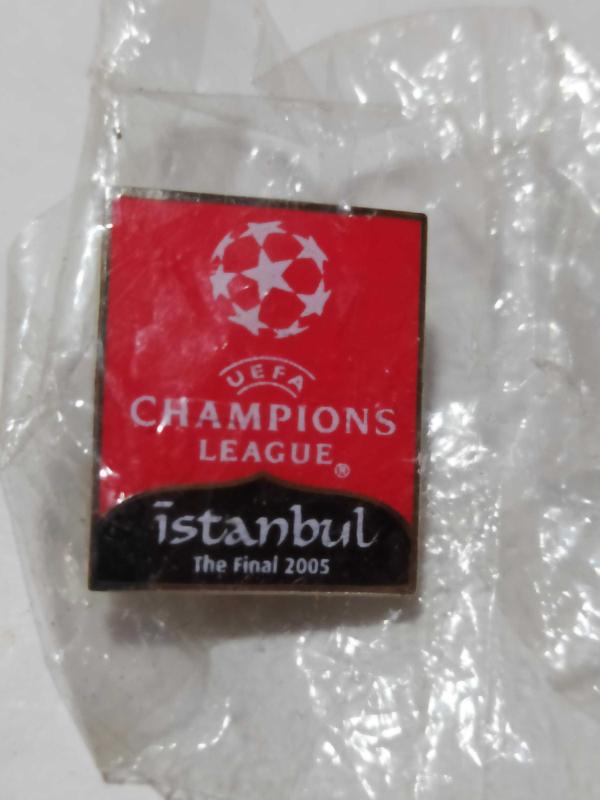 UEFA
CHAMPIONS
LEAGUE®
istanbul
The Final 2005